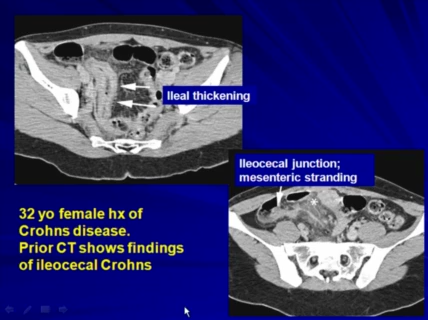 Ileal thickening
Ileocecal junction;
mesenteric stranding
*
32 yo female hx of
Crohns disease.
Prior CT shows findings
of ileocecal Crohns